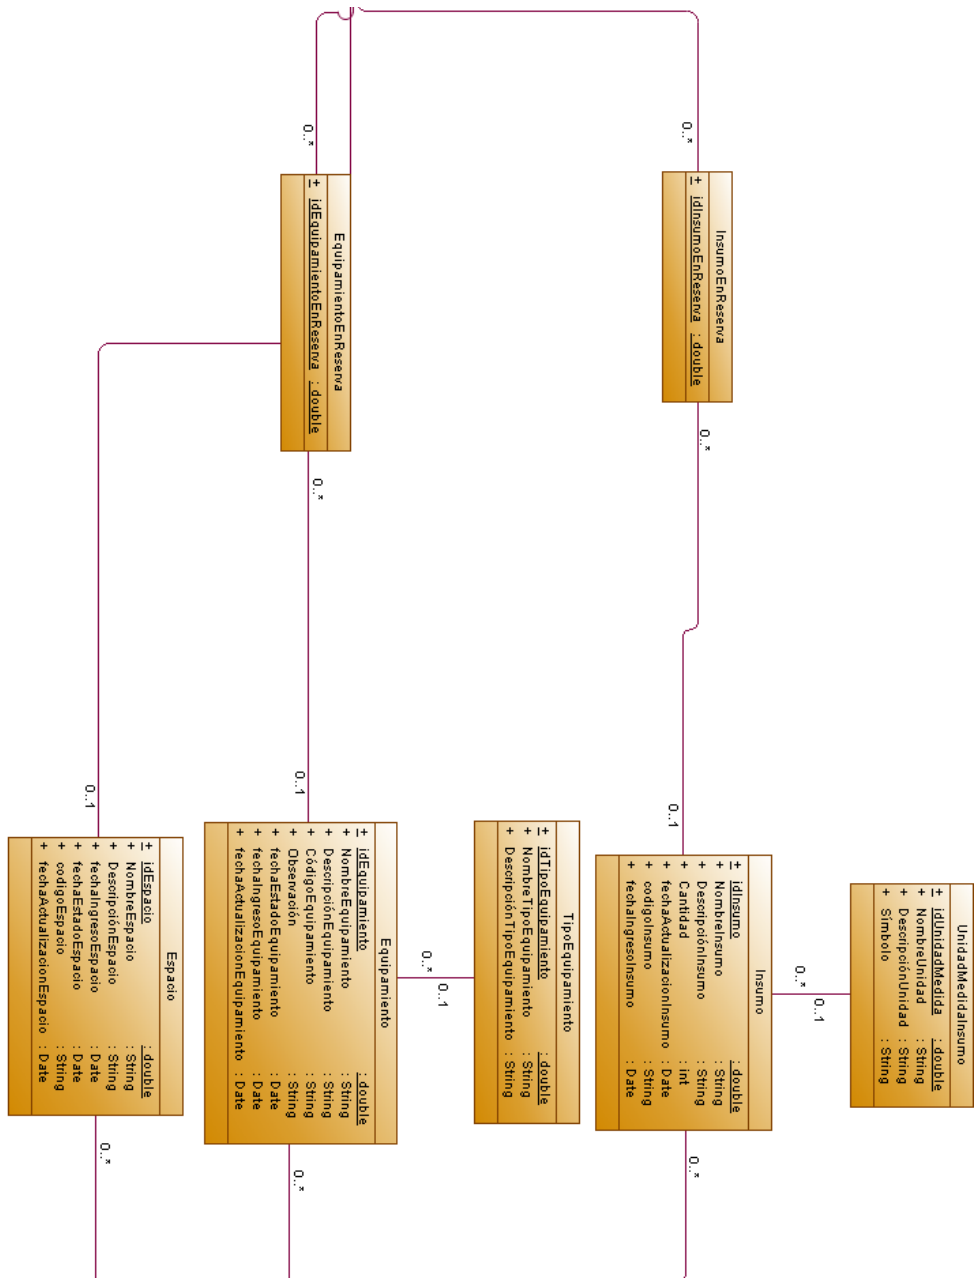 UnidadMedidaInsumo
+ idUnidadMedida : double
+ NombreUnidad : String
+ DescripciónUnidad : String
+ Símbolo : String
0..1
0..*
InsumoEnReserva
+ idInsumoEnReserva : double
0..*
0..*
0..1
Insumo
+ idInsumo : double
+ NombreInsumo : String
+ DescripciónInsumo : String
+ Cantidad : int
+ fechaActualizacionInsumo : Date
+ codigoInsumo : String
+ fechaIngresoInsumo : Date
0..*
TipoEquipamiento
+ idTipoEquipamiento : double
+ NombreTipoEquipamiento : String
+ DescripciónTipoEquipamiento : String
0..1
0..*
EquipamientoEnReserva
+ idEquipamientoEnReserva : double
0..*
0..*
0..1
Equipamiento
+ idEquipamiento : double
+ NombreEquipamiento : String
+ DescripciónEquipamiento : String
+ CódigoEquipamiento : String
+ Observación : String
+ fechaEstadoEquipamiento : Date
+ fechaIngresoEquipamiento : Date
+ fechaActualizacionEquipamiento : Date
0..*
0..1
Espacio
+ idEspacio : double
+ NombreEspacio : String
+ DescripciónEspacio : String
+ fechaIngresoEspacio : Date
+ fechaEstadoEspacio : Date
+ codigoEspacio : String
+ fechaActualizacionEspacio : Date
0..*